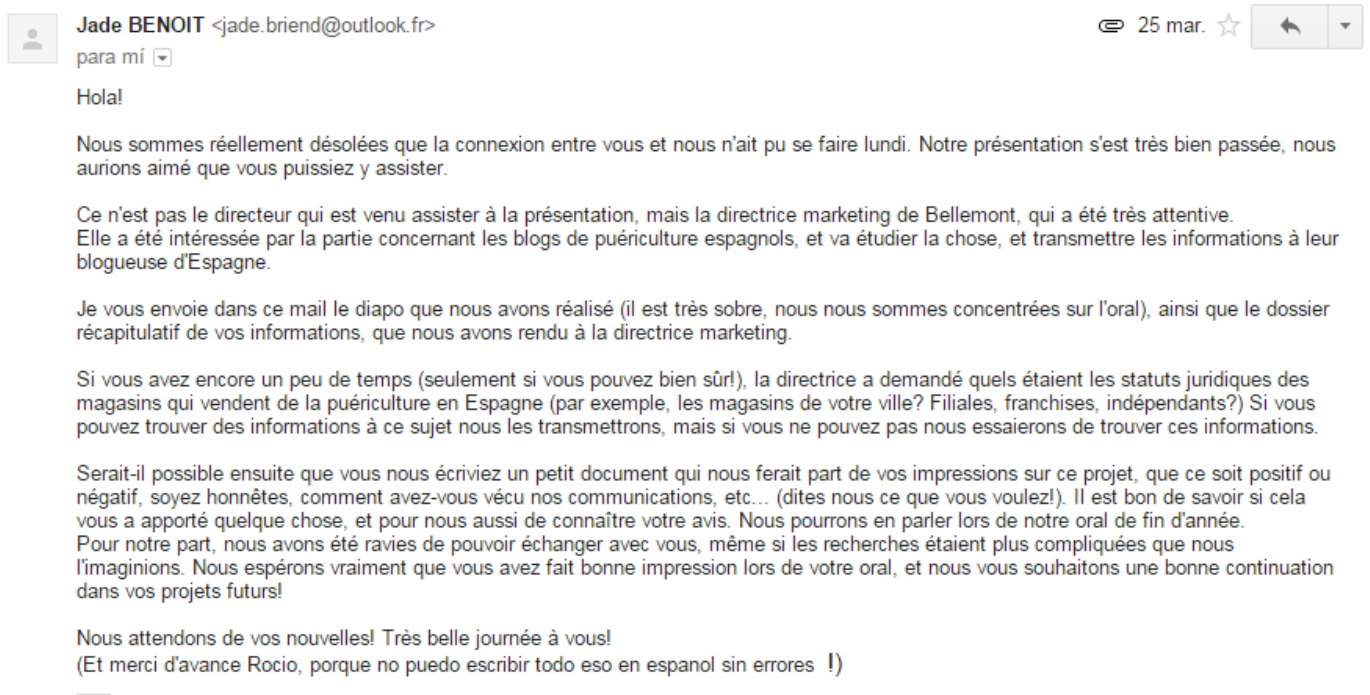 Jade BENOIT <jade.briend@outlook.fr>
25 mar.
para mí
Hola!
Nous sommes réellement désolées que la connexion entre vous et nous n'ait pu se faire lundi. Notre présentation s'est très bien passée, nous
aurions aimé que vous puissiez y assister.
Ce n'est pas le directeur qui est venu assister à la présentation, mais la directrice marketing de Bellemont, qui a été très attentive.
Elle a été intéressée par la partie concernant les blogs de puériculture espagnols, et va étudier la chose, et transmettre les informations à leur
blogueuse d'Espagne.
Je vous envoie dans ce mail le diapo que nous avons réalisé (il est très sobre, nous nous sommes concentrées sur l'oral), ainsi que le dossier
récapitulatif de vos informations, que nous avons rendu à la directrice marketing.
Si vous avez encore un peu de temps (seulement si vous pouvez bien sûr!), la directrice a demandé quels étaient les statuts juridiques des
magasins qui vendent de la puériculture en Espagne (par exemple, les magasins de votre ville? Filiales, franchises, indépendants?) Si vous
pouvez trouver des informations à ce sujet nous les transmettrons, mais si vous ne pouvez pas nous essaierons de trouver ces informations.
Serait-il possible ensuite que vous nous écriviez un petit document qui nous ferait part de vos impressions sur ce projet, que ce soit positif ou
négatif, soyez honnêtes, comment avez-vous vécu nos communications, etc... (dites nous ce que vous voulez!). Il est bon de savoir si cela
vous a apporté quelque chose, et pour nous aussi de connaître votre avis. Nous pourrons en parler lors de notre oral de fin d'année.
Pour notre part, nous avons été ravies de pouvoir échanger avec vous, même si les recherches étaient plus compliquées que nous
l'imaginions. Nous espérons vraiment que vous avez fait bonne impression lors de votre oral, et nous vous souhaitons une bonne continuation
dans vos projets futurs!
Nous attendons de vos nouvelles! Très belle journée à vous!
(Et merci d'avance Rocio, porque no puedo escribir todo eso en espanol sin errores !)